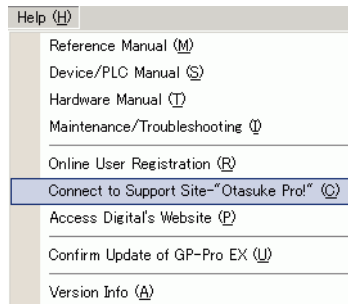 Help (H)
Reference Manual (M)
Device/PLC Manual (S)
Hardware Manual (T)
Maintenance/Troubleshooting (I)
Online User Registration (R)
Connect to Support Site-"Otasuke Pro!" (C)
Access Digital's Website (P)
Confirm Update of GP-Pro EX (U)
Version Info (A)